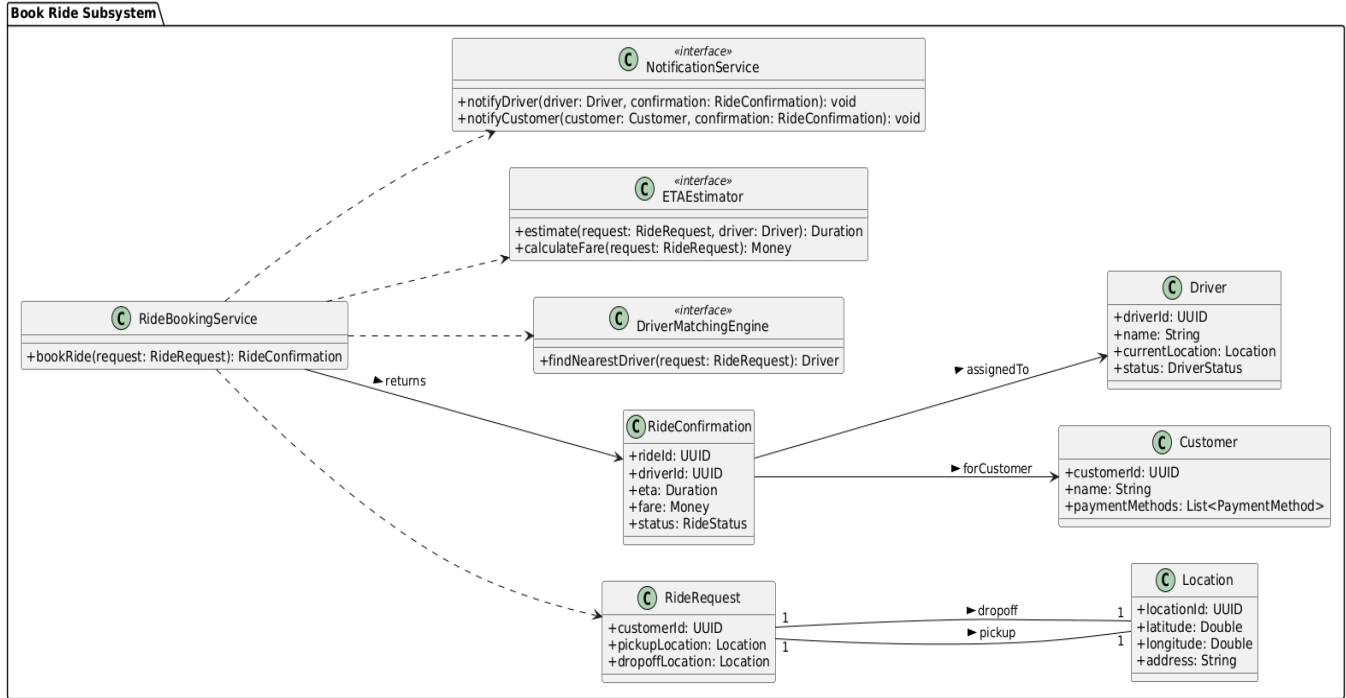 Book Ride Subsystem
C
«interface»
NotificationService
+notifyDriver(driver: Driver, confirmation: RideConfirmation): void
+notifyCustomer(customer: Customer, confirmation: RideConfirmation): void
C
«interface»
ETAEstimator
+estimate(request: RideRequest, driver: Driver): Duration
+calculateFare(request: RideRequest): Money
C RideBookingService
+bookRide(request: RideRequest): RideConfirmation
C
«interface»
DriverMatchingEngine
+findNearestDriver(request: RideRequest): Driver
C Driver
+driverId: UUID
+name: String
+currentLocation: Location
+status: DriverStatus
returns
assignedTo
C RideConfirmation
+rideId: UUID
+driverId: UUID
+eta: Duration
+fare: Money
+status: RideStatus
forCustomer
C Customer
+customerId: UUID
+name: String
+paymentMethods: List<PaymentMethod>
C RideRequest
+customerId: UUID
+pickupLocation: Location
+dropoffLocation: Location
1 dropoff 1
1 pickup 1
C Location
+locationId: UUID
+latitude: Double
+longitude: Double
+address: String